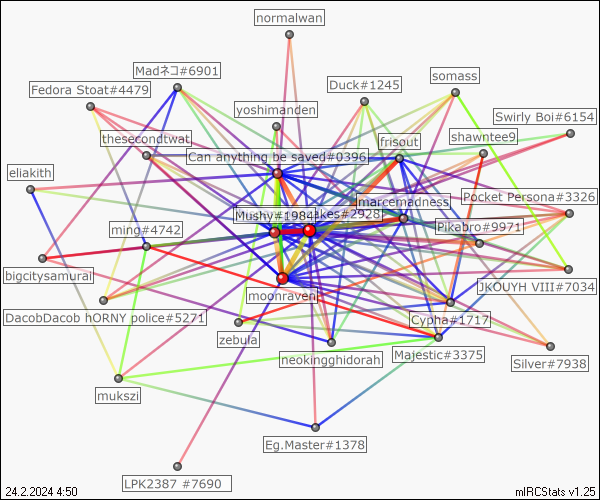 normalwan
Madネコ#6901
somass
Duck#1245
Fedora Stoat#4479
yoshimanden
Swirly Boi#6154
thesecondtwat
frisout
shawntee9
Can anything be saved#0396
eliakith
marcemadness
Pocket Persona#3326
Mushy#1984
kes#2928
Pikabro#9971
ming#4742
bigcitysamurai
JKOUYH VIII#7034
moonraven
DacobDacob hORNY police#5271
Cypha#1717
zebula
neokingghidorah
Majestic#3375
Silver#7938
mukszi
Eg.Master#1378
LPK2387 #7690
24.2.2024 4:50
mIRCStats v1.25